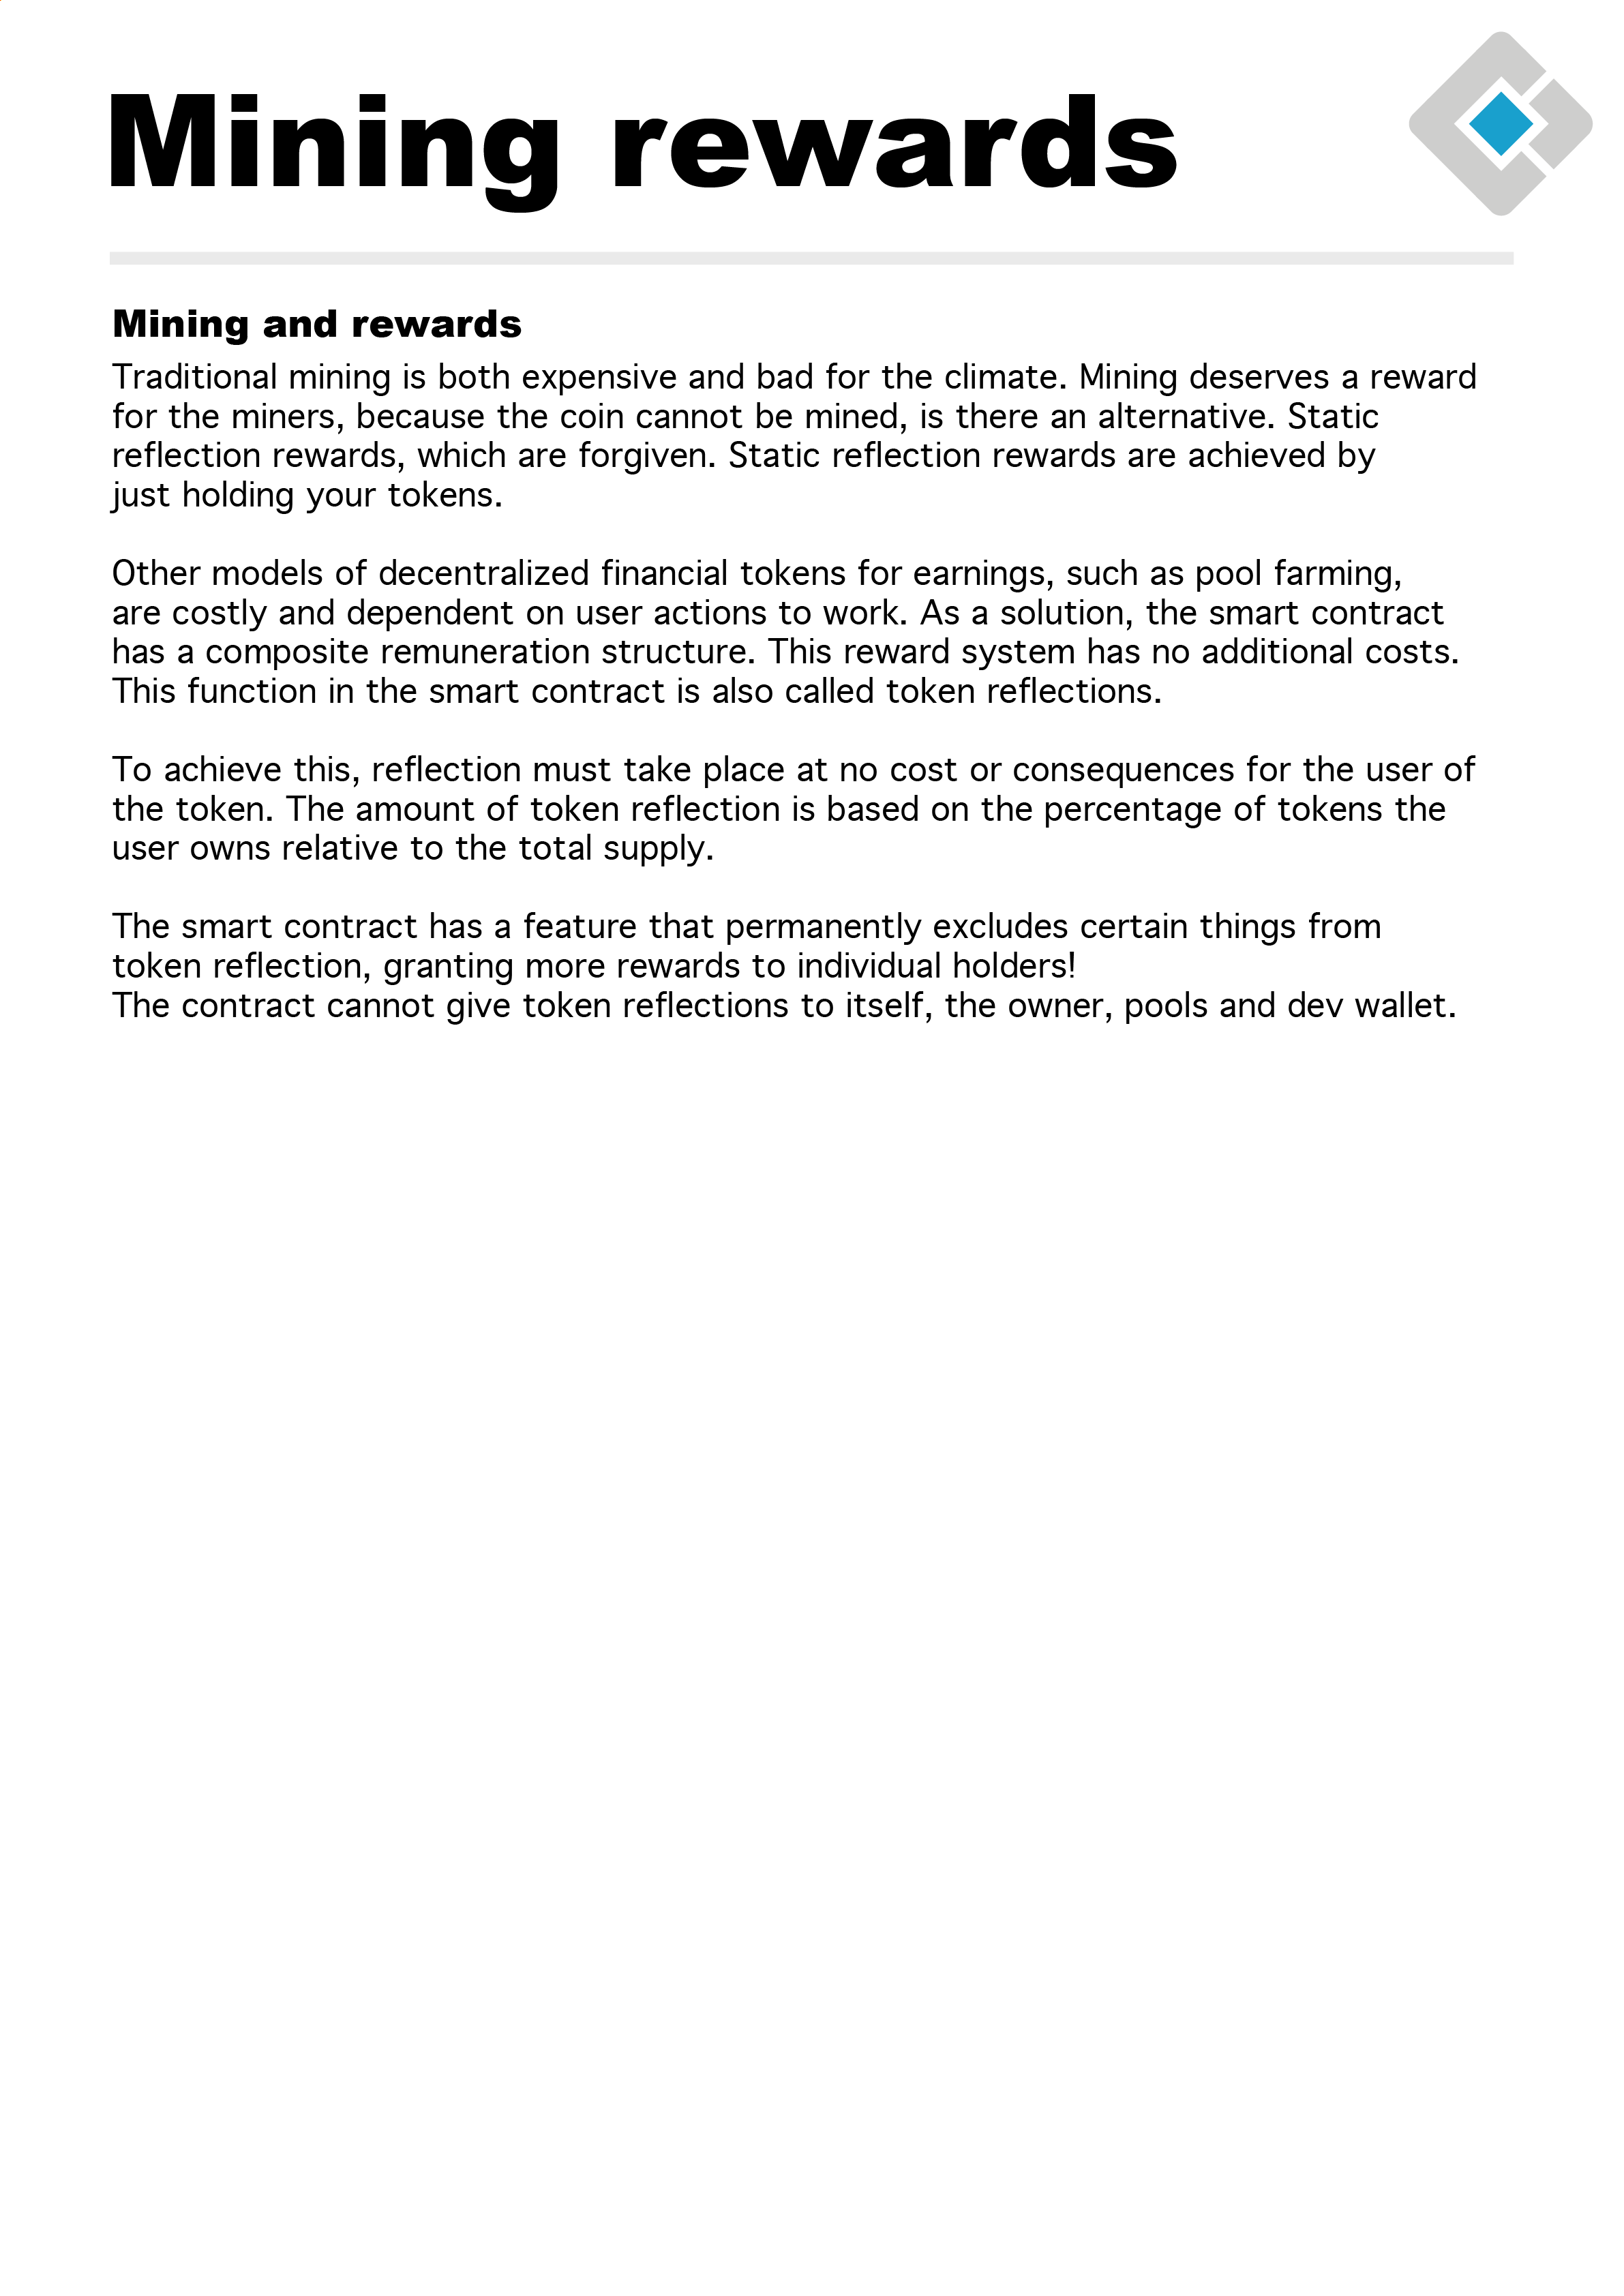 Mining rewards
Mining and rewards
Traditional mining is both expensive and bad for the climate. Mining deserves a reward
for the miners, because the coin cannot be mined, is there an alternative. Static
reflection rewards, which are forgiven. Static reflection rewards are achieved by
just holding your tokens.
Other models of decentralized financial tokens for earnings, such as pool farming,
are costly and dependent on user actions to work. As a solution, the smart contract
has a composite remuneration structure. This reward system has no additional costs.
This function in the smart contract is also called token reflections.
To achieve this, reflection must take place at no cost or consequences for the user of
the token. The amount of token reflection is based on the percentage of tokens the
user owns relative to the total supply.
The smart contract has a feature that permanently excludes certain things from
token reflection, granting more rewards to individual holders!
The contract cannot give token reflections to itself, the owner, pools and dev wallet.